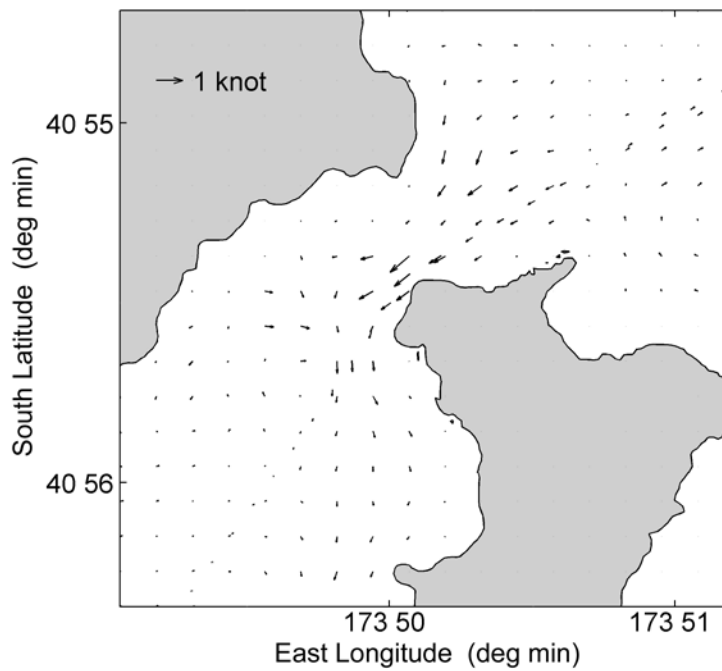 1 knot
40 55
South Latitude (deg min)
40 56
173 50
173 51
East Longitude (deg min)